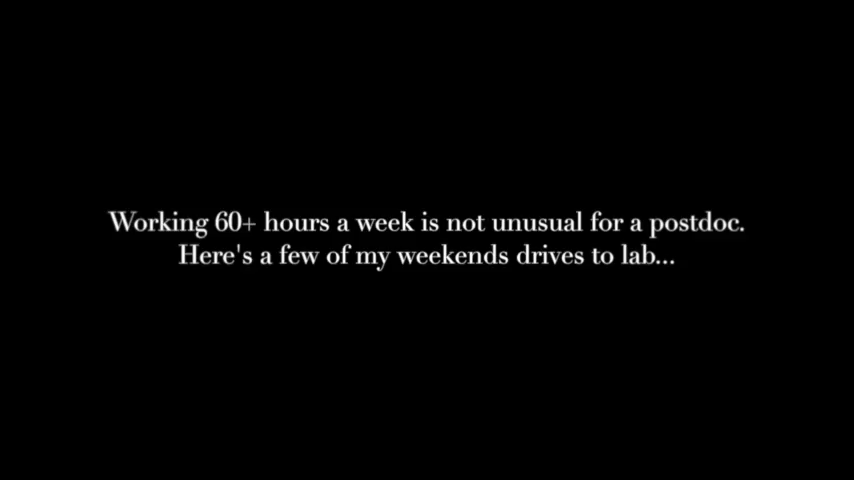 Working 60+ hours a week is not unusual for a postdoc.
Here's a few of my weekends drives to lab...